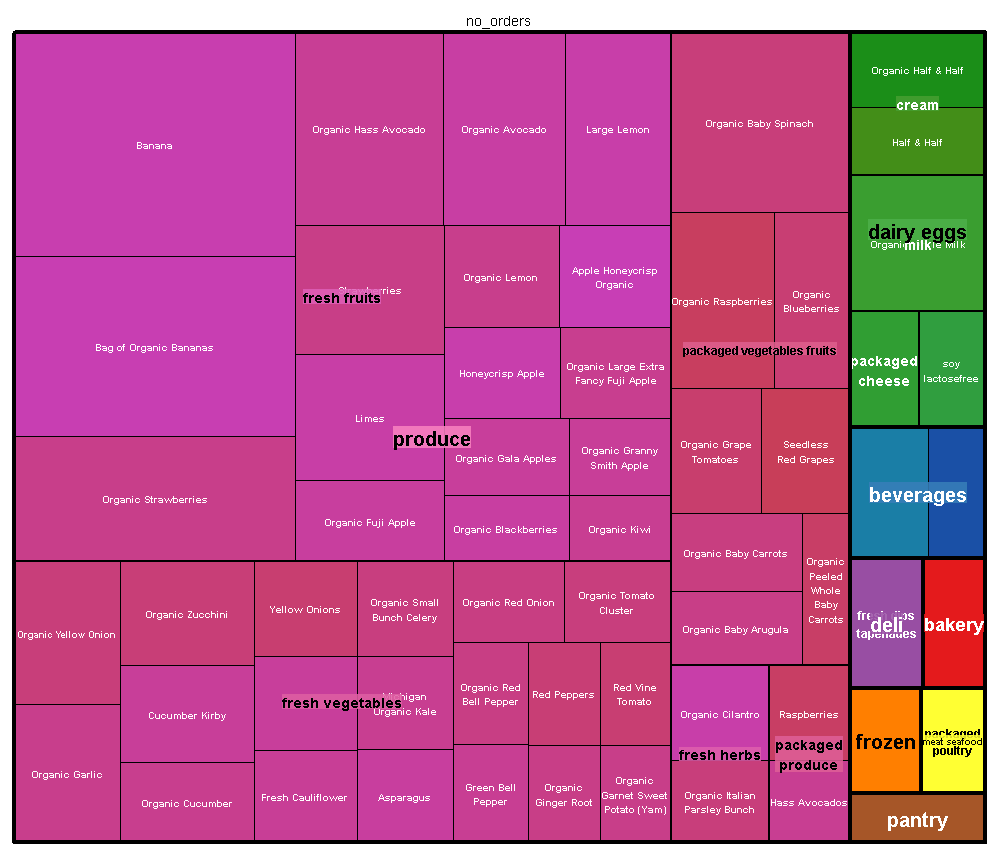 no_orders
Banana
Bag of Organic Bananas
Organic Strawberries
Organic Hass Avocado
Organic Avocado
Large Lemon
Strawberries
fresh fruits
Organic Lemon
Apple Honeycrisp
Organic
Limes
Honeycrisp Apple
Organic Large Extra
Fancy Fuji Apple
produce
Organic Gala Apples
Organic Granny
Smith Apple
Organic Fuji Apple
Organic Blackberries
Organic Kiwi
Organic Yellow Onion
Organic Garlic
Organic Zucchini
Cucumber Kirby
Organic Cucumber
Yellow Onions
Organic Small
Bunch Celery
fresh vegetables
Michigan
Organic Kale
Fresh Cauliflower
Asparagus
Organic Red Onion
Organic Tomato
Cluster
Organic Red
Bell Pepper
Red Peppers
Red Vine
Tomato
Green Bell
Pepper
Organic
Ginger Root
Organic
Garnet Sweet
Potato (Yam)
Organic Baby Spinach
Organic Raspberries
Organic
Blueberries
packaged vegetables fruits
Organic Grape
Tomatoes
Seedless
Red Grapes
Organic Baby Carrots
Organic Baby Arugula
Organic
Peeled
Whole
Baby
Carrots
Organic Cilantro
fresh herbs
Organic Italian
Parsley Bunch
Raspberries
packaged
produce
Hass Avocados
Organic Half & Half
cream
Half & Half
dairy eggs
milk
packaged
cheese
soy
lactosefree
beverages
fresh dips
deli
tapenades
bakery
frozen
packaged
meat seafood
poultry
pantry